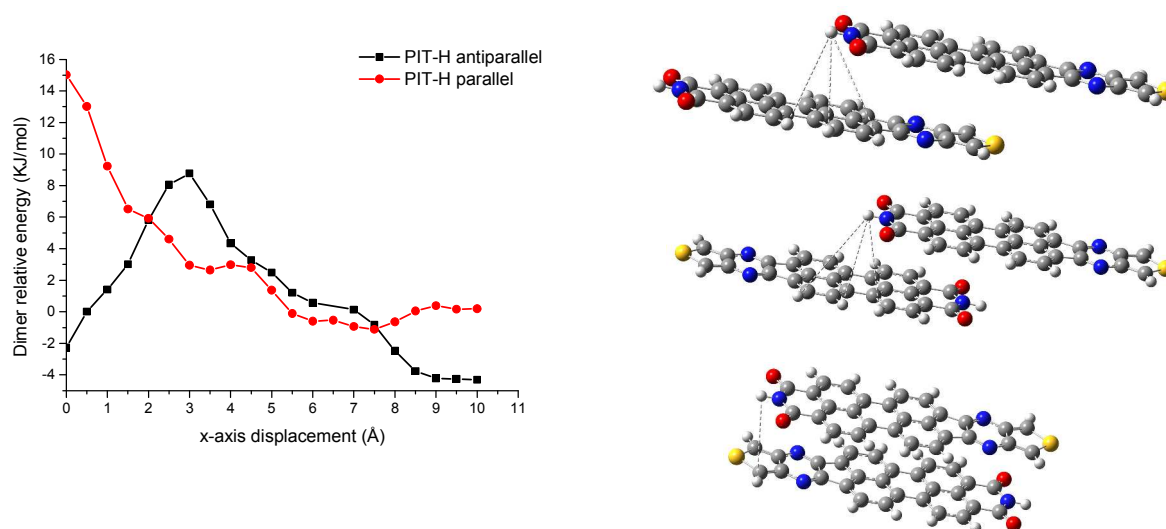 PIT-H antiparallel
PIT-H parallel
Dimer relative energy (KJ/mol)
16
14
12
10
8
6
4
2
0
-2
-4
0 1 2 3 4 5 6 7 8 9 10 11
x-axis displacement (Å)